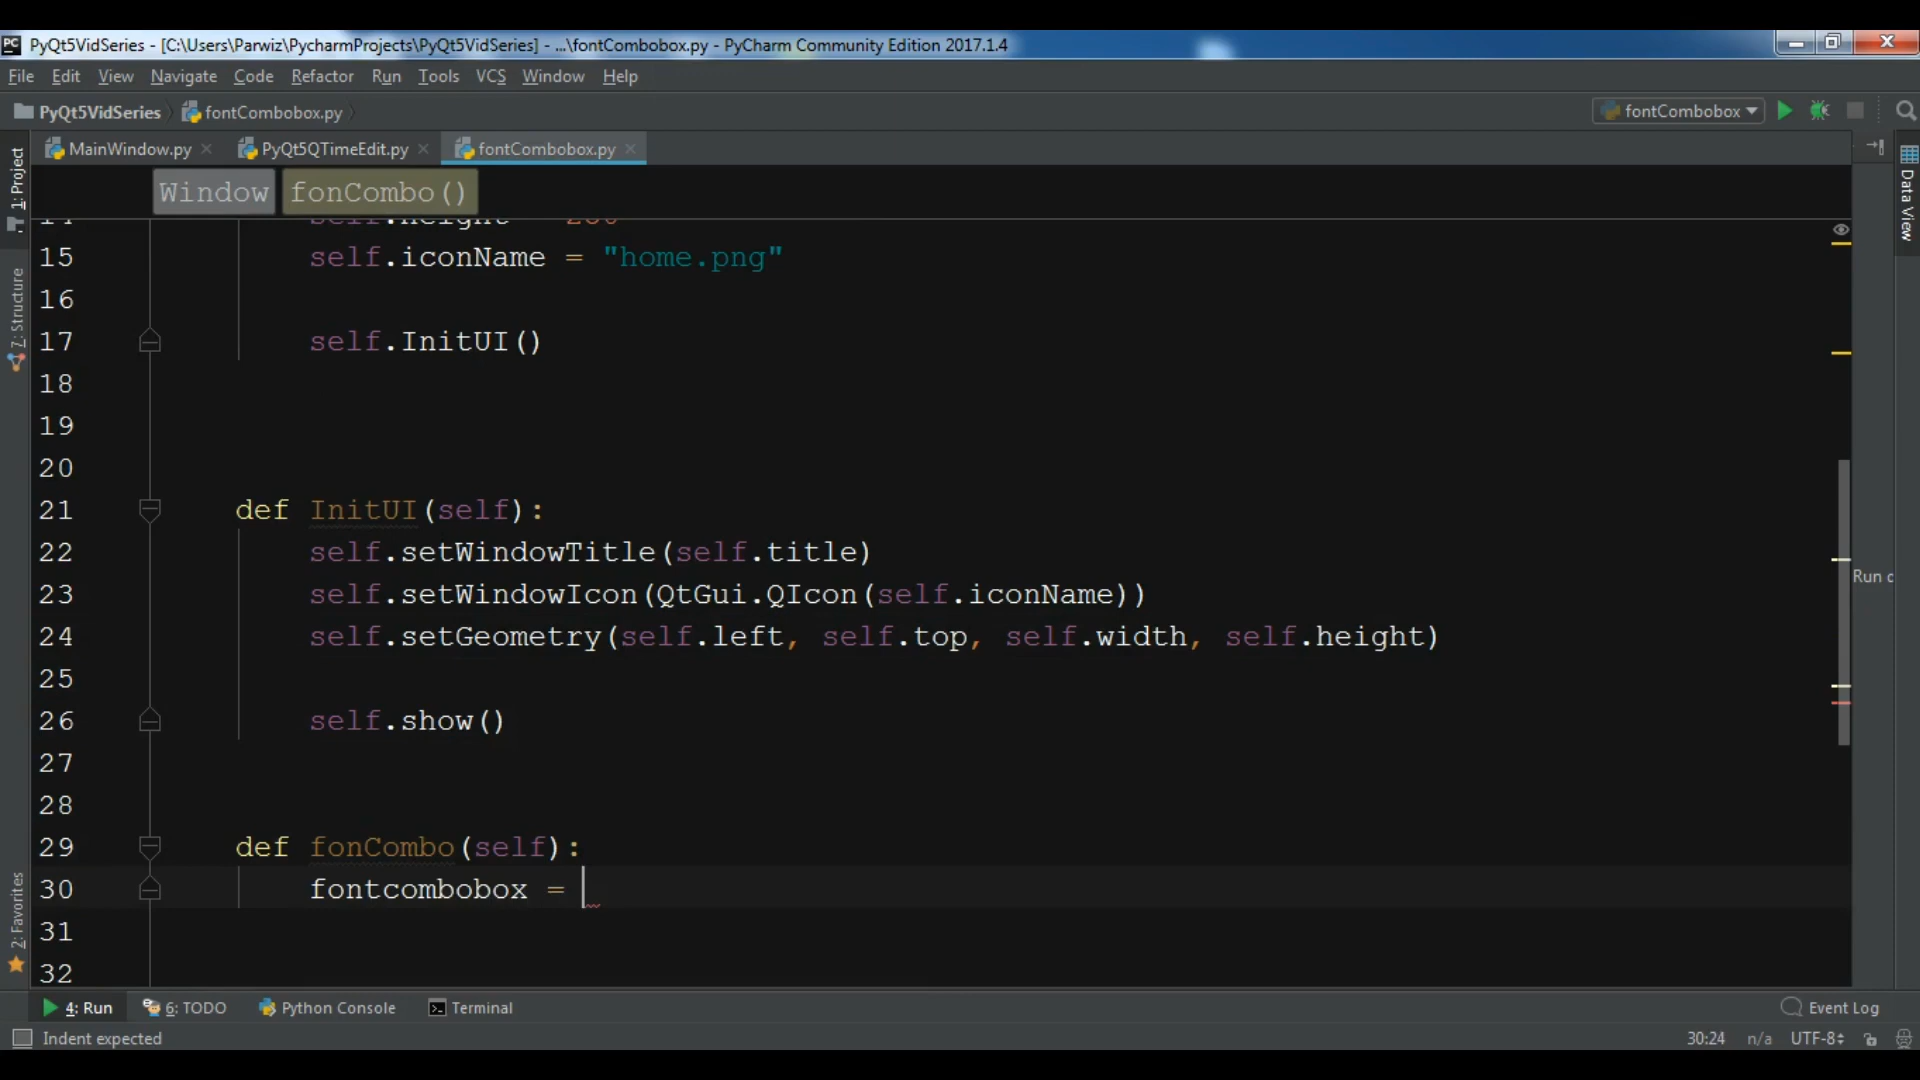 PyQt5VidSeries - [C:\Users\Parwiz\PycharmProjects\PyQt5VidSeries] - ...\fontCombobox.py - PyCharm Community Edition 2017.1.4
File Edit View Navigate Code Refactor Run Tools VCS Window Help
PyQt5VidSeries fontCombobox.py fontCombobox
MainWindow.py PyQt5QTimeEdit.py fontCombobox.py
Window fonCombo()
1: Project
7: Structure
2: Favorites
Data View
Run c
14 self.height = 250
15 self.iconName = "home.png"
16
17 self.InitUI()
18
19
20
21 def InitUI(self):
22 self.setWindowTitle(self.title)
23 self.setWindowIcon(QtGui.QIcon(self.iconName))
24 self.setGeometry(self.left, self.top, self.width, self.height)
25
26 self.show()
27
28
29 def fonCombo(self):
30 fontcombobox =
31
32
4: Run 6: TODO Python Console Terminal Event Log
Indent expected 30:24 n/a UTF-8